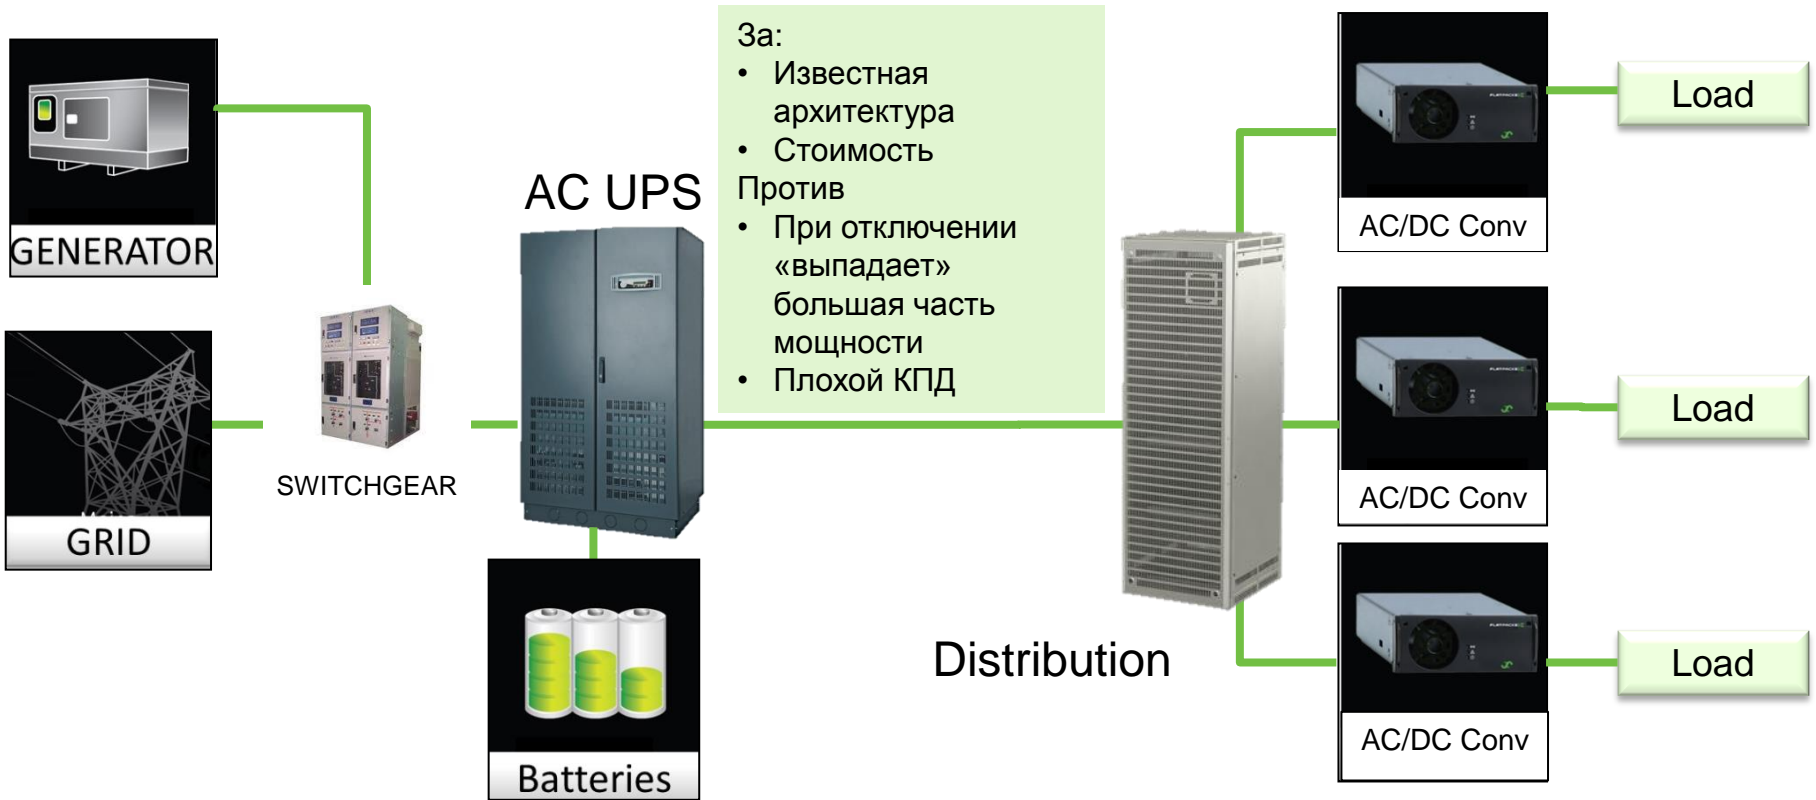 GENERATOR
GRID
SWITCHGEAR
AC UPS
Batteries
За:
• Известная
архитектура
• Стоимость
Против
• При отключении
«выпадает»
большая часть
мощности
• Плохой КПД
Distribution
AC/DC Conv
Load
AC/DC Conv
Load
AC/DC Conv
Load